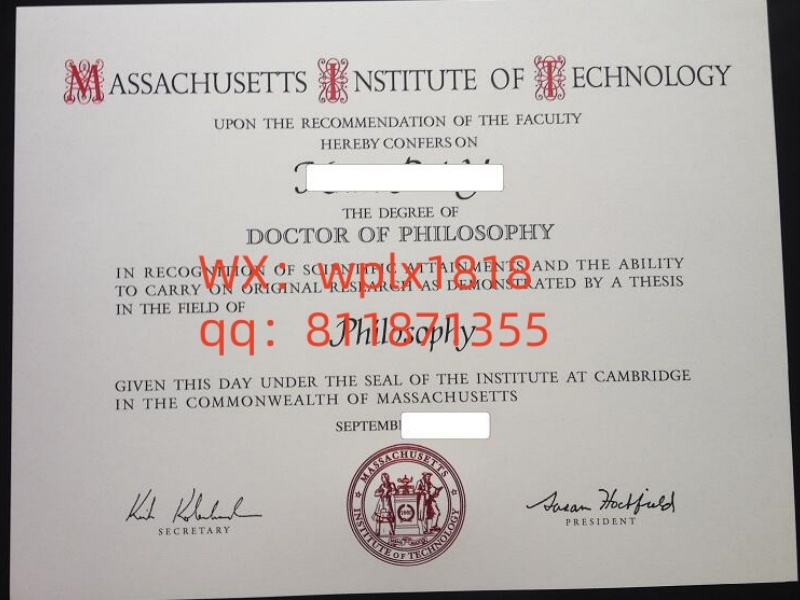 MASSACHUSETTS INSTITUTE OF TECHNOLOGY
UPON THE RECOMMENDATION OF THE FACULTY
HEREBY CONFERS ON
THE DEGREE OF
DOCTOR OF PHILOSOPHY
IN RECOGNITION OF SCIENTIFIC ATTAINMENTS AND THE ABILITY
WX：wplx1818
TO CARRY ON ORIGINAL RESEARCH AS DEMONSTRATED BY A THESIS
IN THE FIELD OF
qq：811871355
Philosophy
GIVEN THIS DAY UNDER THE SEAL OF THE INSTITUTE AT CAMBRIDGE
IN THE COMMONWEALTH OF MASSACHUSETTS
MASSACHUSETTS
INSTITUTE OF TECHNOLOGY
Susan Hockfield
SECRETARY
PRESIDENT